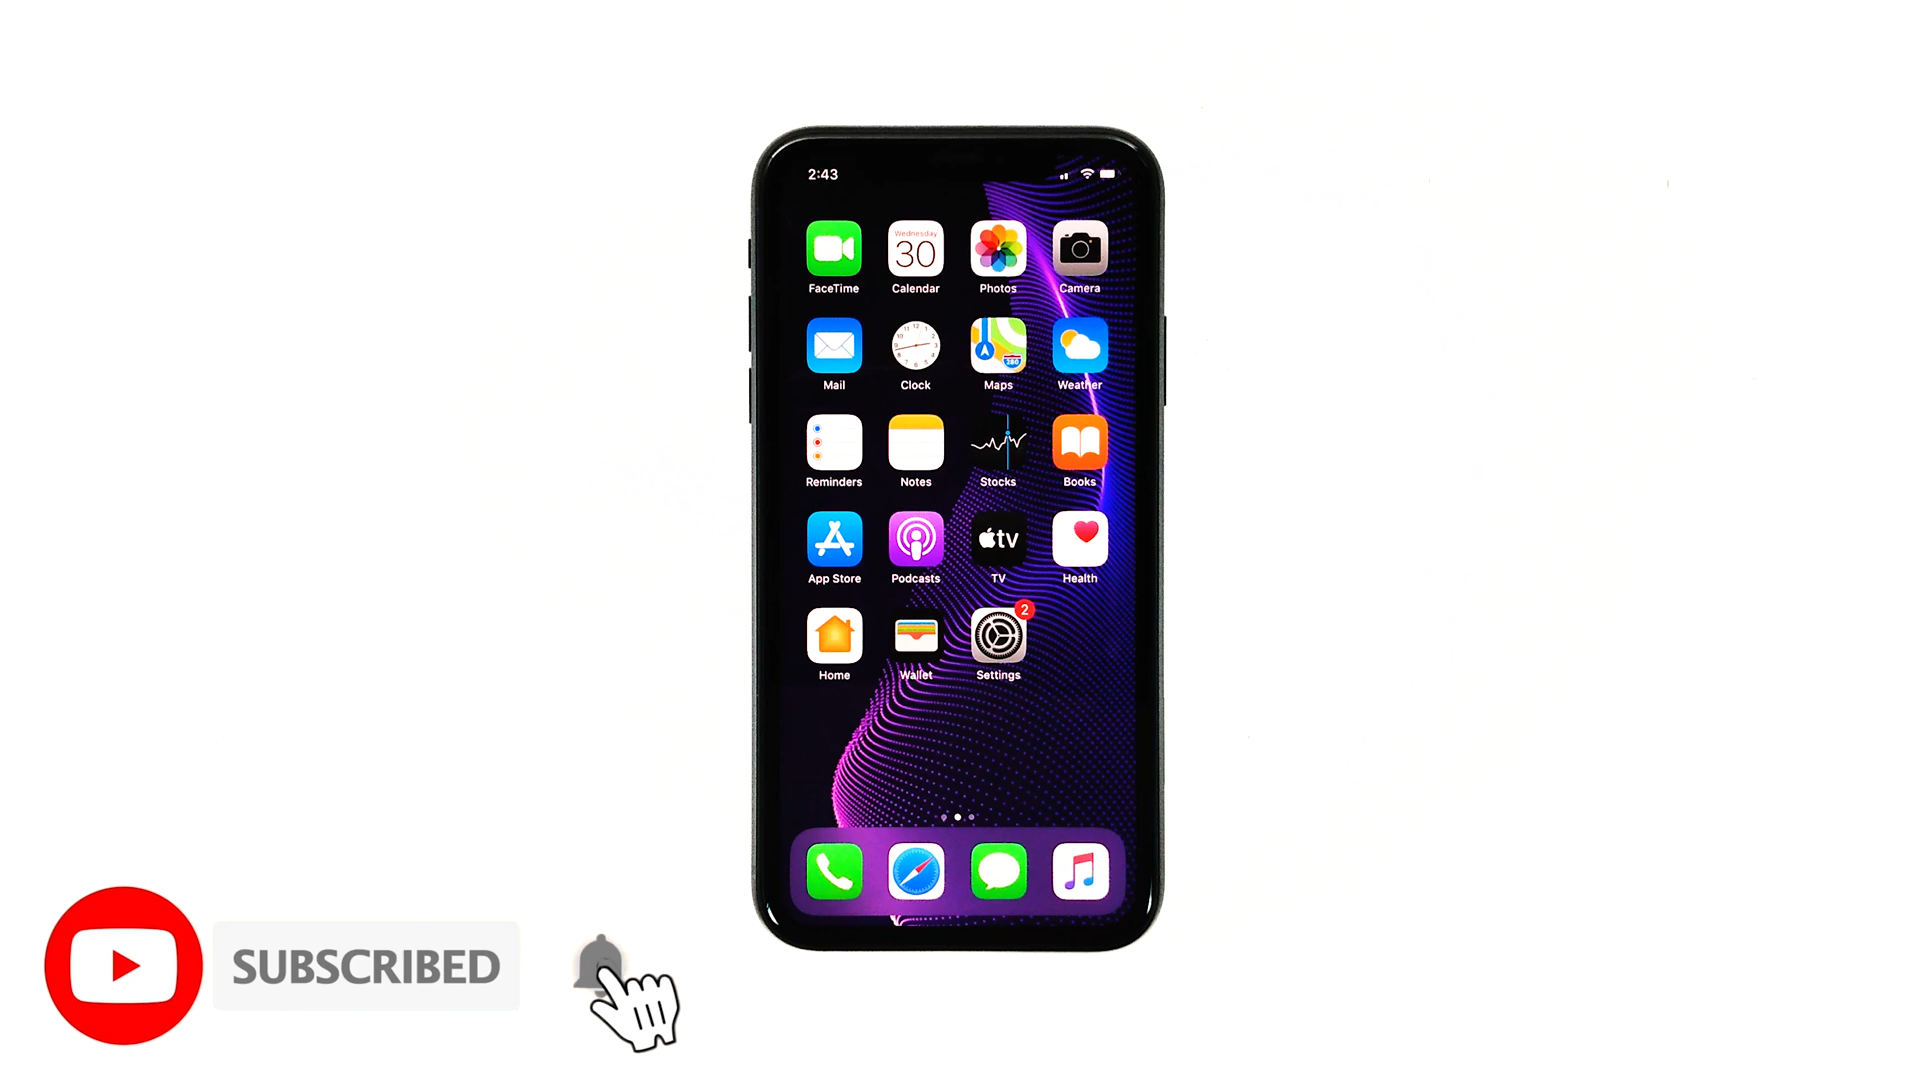 2:43
Wednesday
30
FaceTime Calendar Photos Camera
Mail Clock Maps Weather
Reminders Notes Stocks Books
tv
App Store Podcasts TV Health
2
Home Wallet Settings
SUBSCRIBED